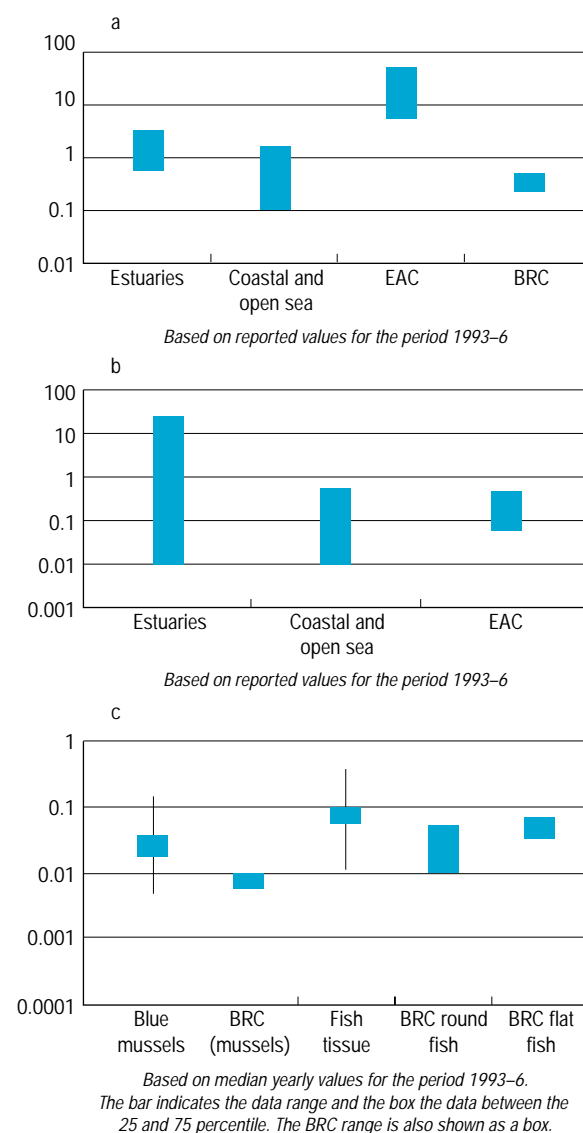 a
100
10
1
0.1
0.01
Estuaries Coastal and open sea EAC BRC
Based on reported values for the period 1993–6
b
100
10
1
0.1
0.01
0.001
Estuaries Coastal and open sea EAC
Based on reported values for the period 1993–6
c
1
0.1
0.01
0.001
0.0001
Blue mussels BRC (mussels) Fish tissue BRC round fish BRC flat fish
Based on median yearly values for the period 1993–6.
The bar indicates the data range and the box the data between the
25 and 75 percentile. The BRC range is also shown as a box.